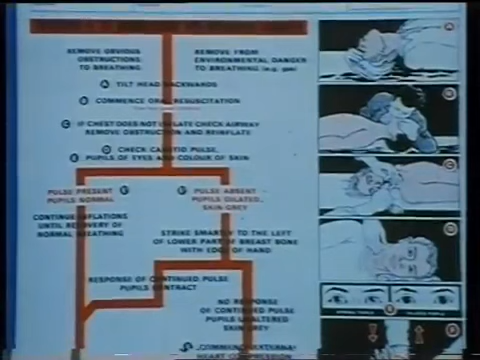 REMOVE OBVIOUS
OBSTRUCTIONS
TO BREATHING
REMOVE FROM
ENVIRONMENTAL DANGER
TO BREATHING (e.g. gas)
A TILT HEAD BACKWARDS
B COMMENCE ORAL RESUSCITATION
C IF CHEST DOES NOT INFLATE CHECK AIRWAY
REMOVE OBSTRUCTION AND REINFLATE
D CHECK CAROTID PULSE,
E PUPILS OF EYES AND COLOUR OF SKIN
PULSE PRESENT
PUPILS NORMAL
PULSE ABSENT
PUPILS DILATED,
SKIN GREY
CONTINUE INFLATIONS
UNTIL RECOVERY OF
NORMAL BREATHING
STRIKE SMARTLY TO THE LEFT
OF LOWER PART OF BREAST BONE
WITH EDGE OF HAND
RESPONSE OF CONTINUED PULSE
PUPILS CONTRACT
NO RESPONSE
OF CONTINUED PULSE
PUPILS UNALTERED
SKIN GREY
COMMENCE EXTERNAL
HEART COMPRESSION
A
C
D
E